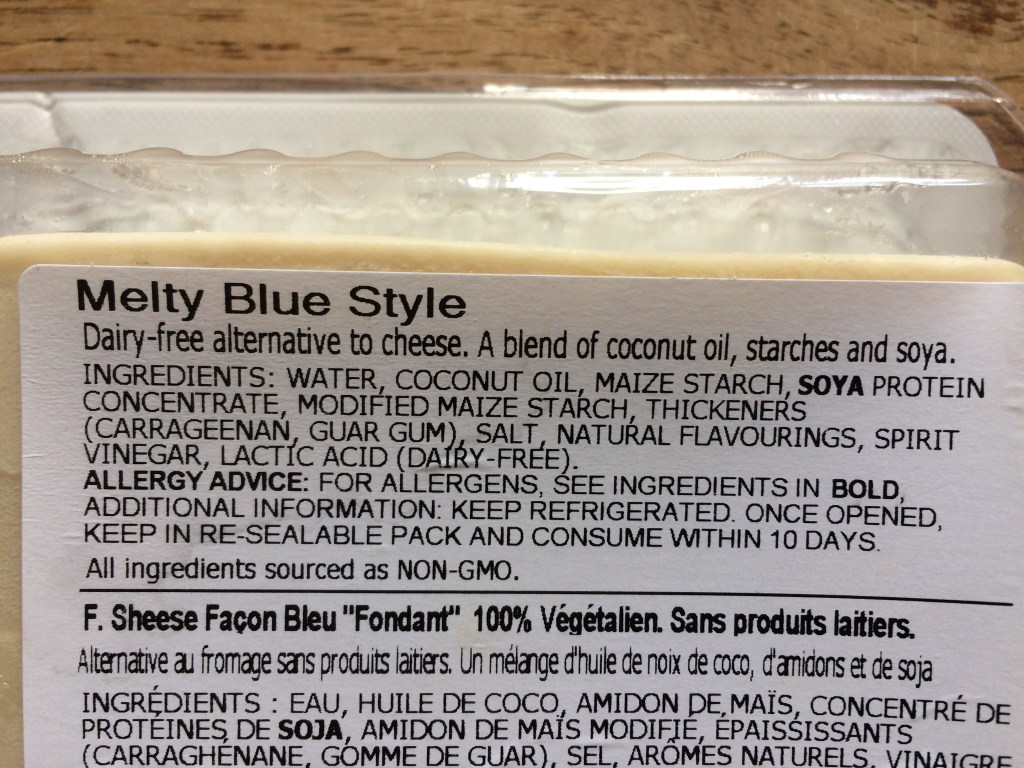 Melty Blue Style
Dairy-free alternative to cheese. A blend of coconut oil, starches and soya.
INGREDIENTS: WATER, COCONUT OIL, MAIZE STARCH, SOYA PROTEIN
CONCENTRATE, MODIFIED MAIZE STARCH, THICKENERS
(CARRAGEENAN, GUAR GUM), SALT, NATURAL FLAVOURINGS, SPIRIT
VINEGAR, LACTIC ACID (DAIRY-FREE).
ALLERGY ADVICE: FOR ALLERGENS, SEE INGREDIENTS IN BOLD,
ADDITIONAL INFORMATION: KEEP REFRIGERATED. ONCE OPENED,
KEEP IN RE-SEALABLE PACK AND CONSUME WITHIN 10 DAYS.
All ingredients sourced as NON-GMO.
F. Sheese Façon Bleu "Fondant" 100% Végétalien. Sans produits laitiers.
Alternative au fromage sans produits laitiers. Un mélange d'huile de noix de coco, d'amidons et de soja
INGRÉDIENTS : EAU, HUILE DE COCO, AMIDON DE MAÏS, CONCENTRÉ DE
PROTÉINES DE SOJA, AMIDON DE MAÏS MODIFIÉ, ÉPAISSISSANTS
(CARRAGHÉNANE, GOMME DE GUAR), SEL, ARÔMES NATURELS, VINAIGRE